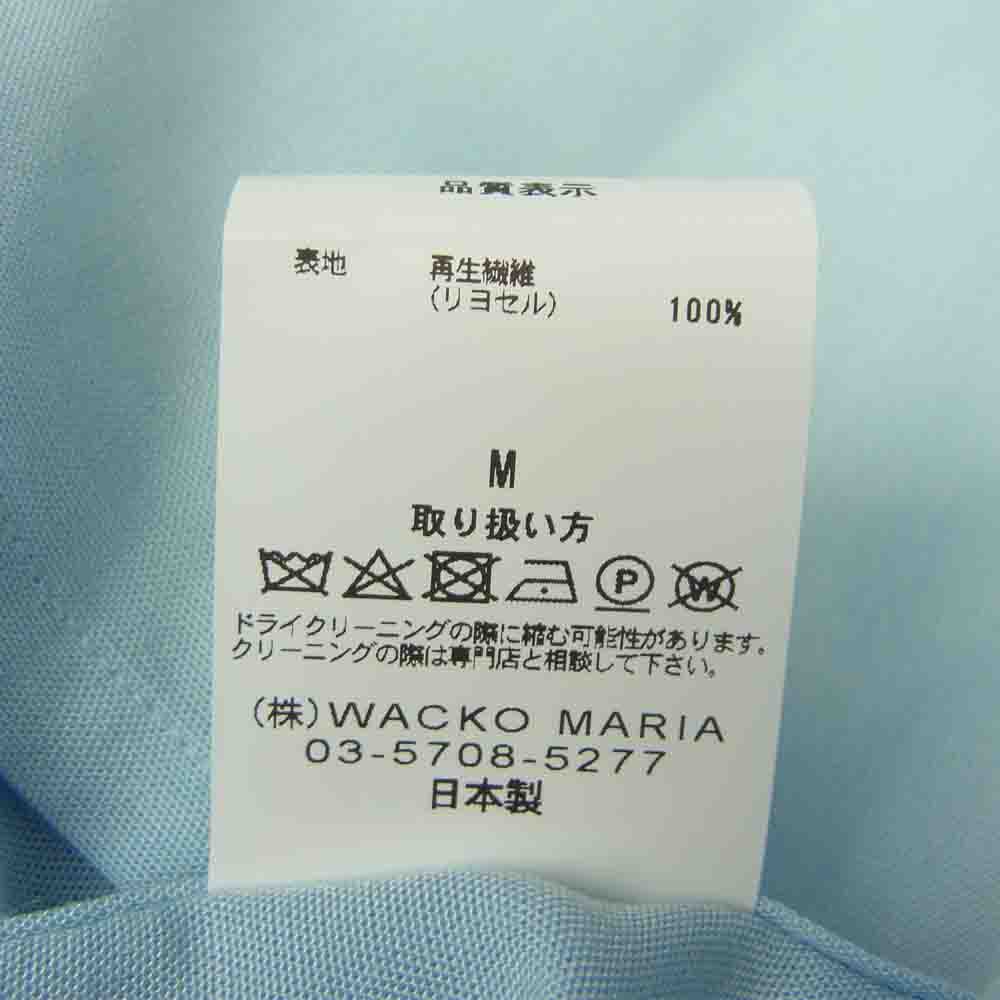 品質表示
表地 再生繊維
(リヨセル) 100%
M
取り扱い方
P W
ドライクリーニングの際に縮む可能性があります。
クリーニングの際は専門店と相談して下さい。
(株)WACKO MARIA
03-5708-5277
日本製